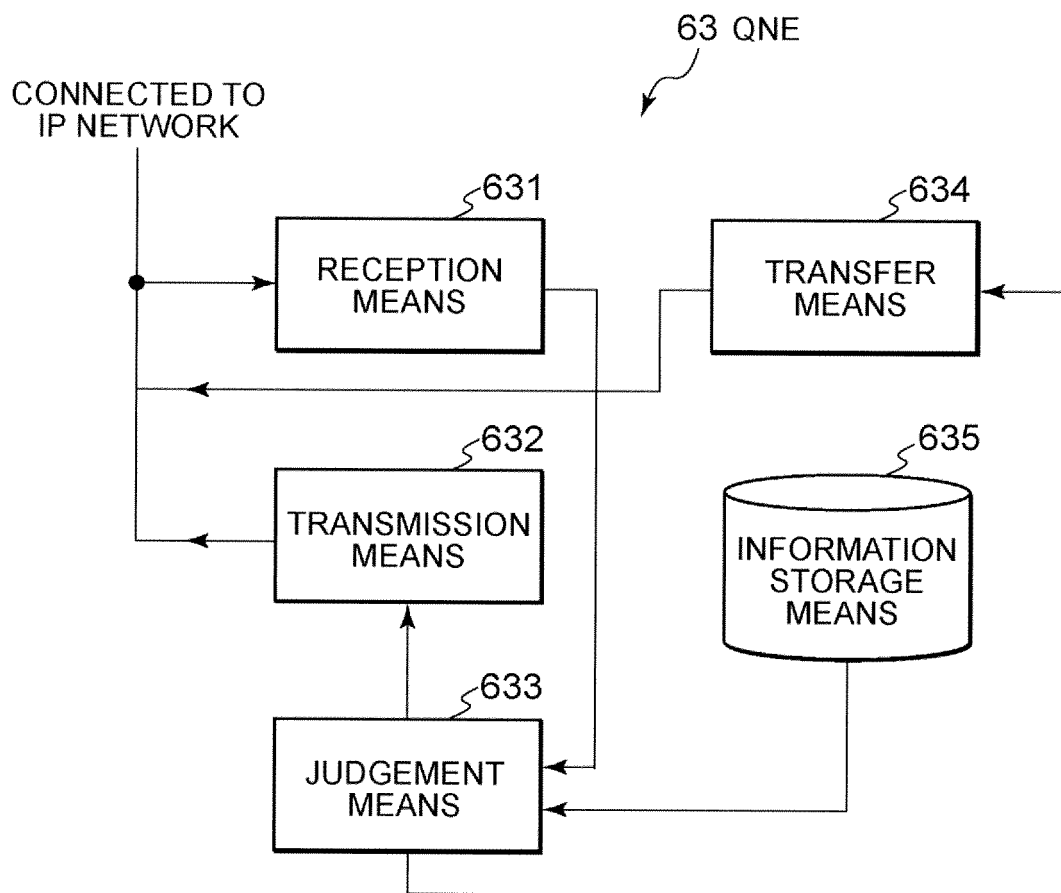 63 QNE
CONNECTED TO
IP NETWORK
631
RECEPTION
MEANS
634
TRANSFER
MEANS
632
TRANSMISSION
MEANS
635
INFORMATION
STORAGE
MEANS
633
JUDGEMENT
MEANS